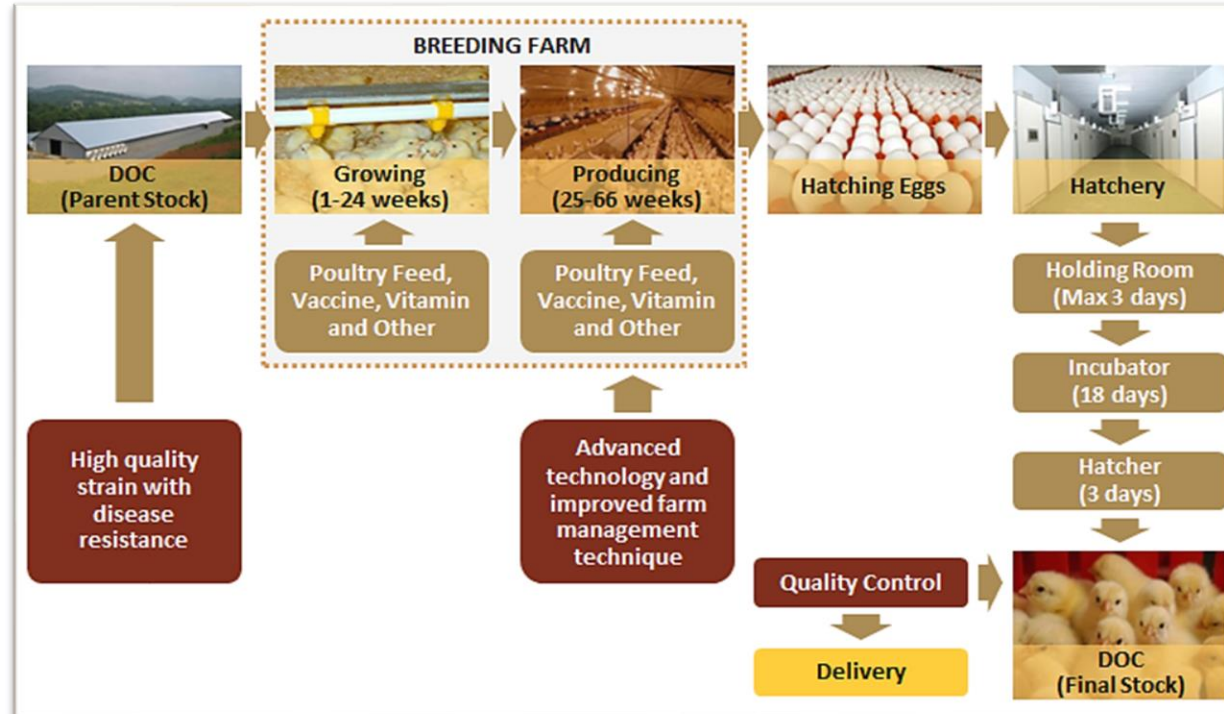 BREEDING FARM
DOC
(Parent Stock)
Growing
(1-24 weeks)
Producing
(25-66 weeks)
Hatching Eggs
Hatchery
Poultry Feed,
Vaccine, Vitamin
and Other
Poultry Feed,
Vaccine, Vitamin
and Other
Holding Room
(Max 3 days)
Incubator
(18 days)
Hatcher
(3 days)
High quality
strain with
disease
resistance
Advanced
technology and
improved farm
management
technique
Quality Control
Delivery
DOC
(Final Stock)